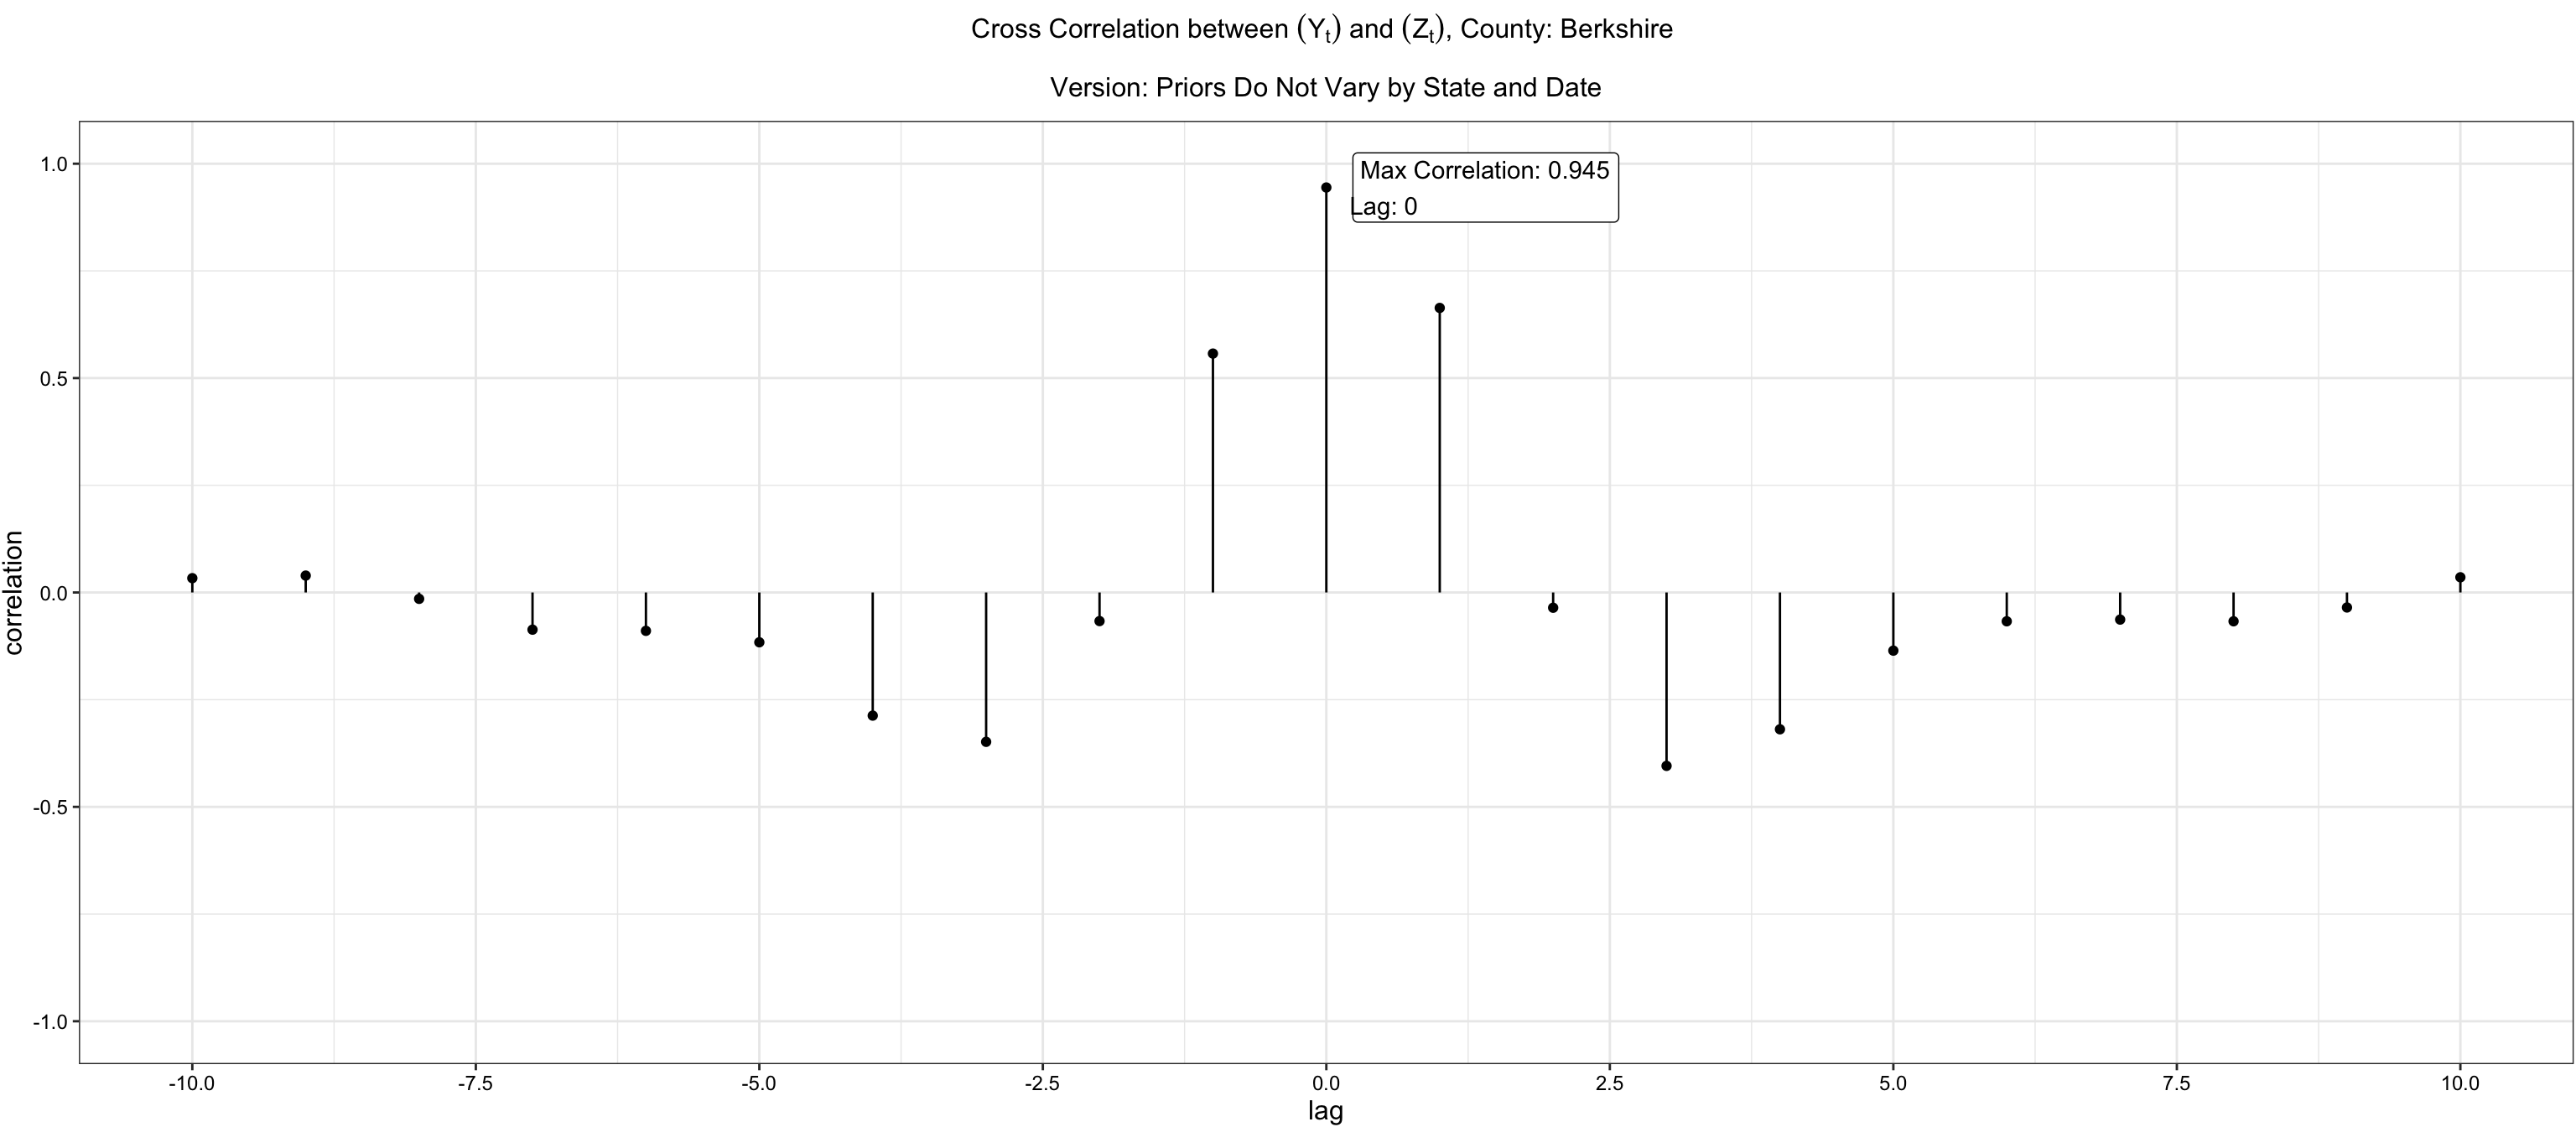 Cross Correlation between (Yt) and (Zt), County: Berkshire
Version: Priors Do Not Vary by State and Date
Max Correlation: 0.945
Lag: 0
correlation
1.0
0.5
0.0
-0.5
-1.0
-10.0 -7.5 -5.0 -2.5 0.0 2.5 5.0 7.5 10.0
lag